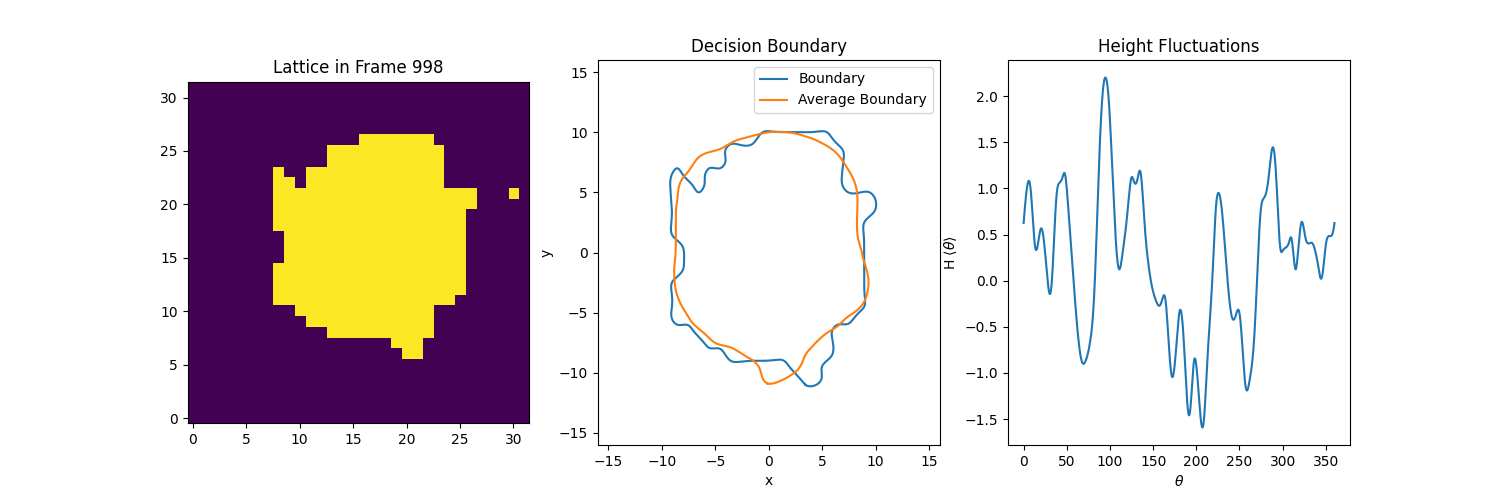 Lattice in Frame 998
30
25
20
15
10
5
0
0 5 10 15 20 25 30
Decision Boundary
Boundary
Average Boundary
15
10
5
0
−5
−10
−15
y
−15 −10 −5 0 5 10 15
x
Height Fluctuations
2.0
1.5
1.0
0.5
0.0
−0.5
−1.0
−1.5
H ⟨θ⟩
0 50 100 150 200 250 300 350
θ